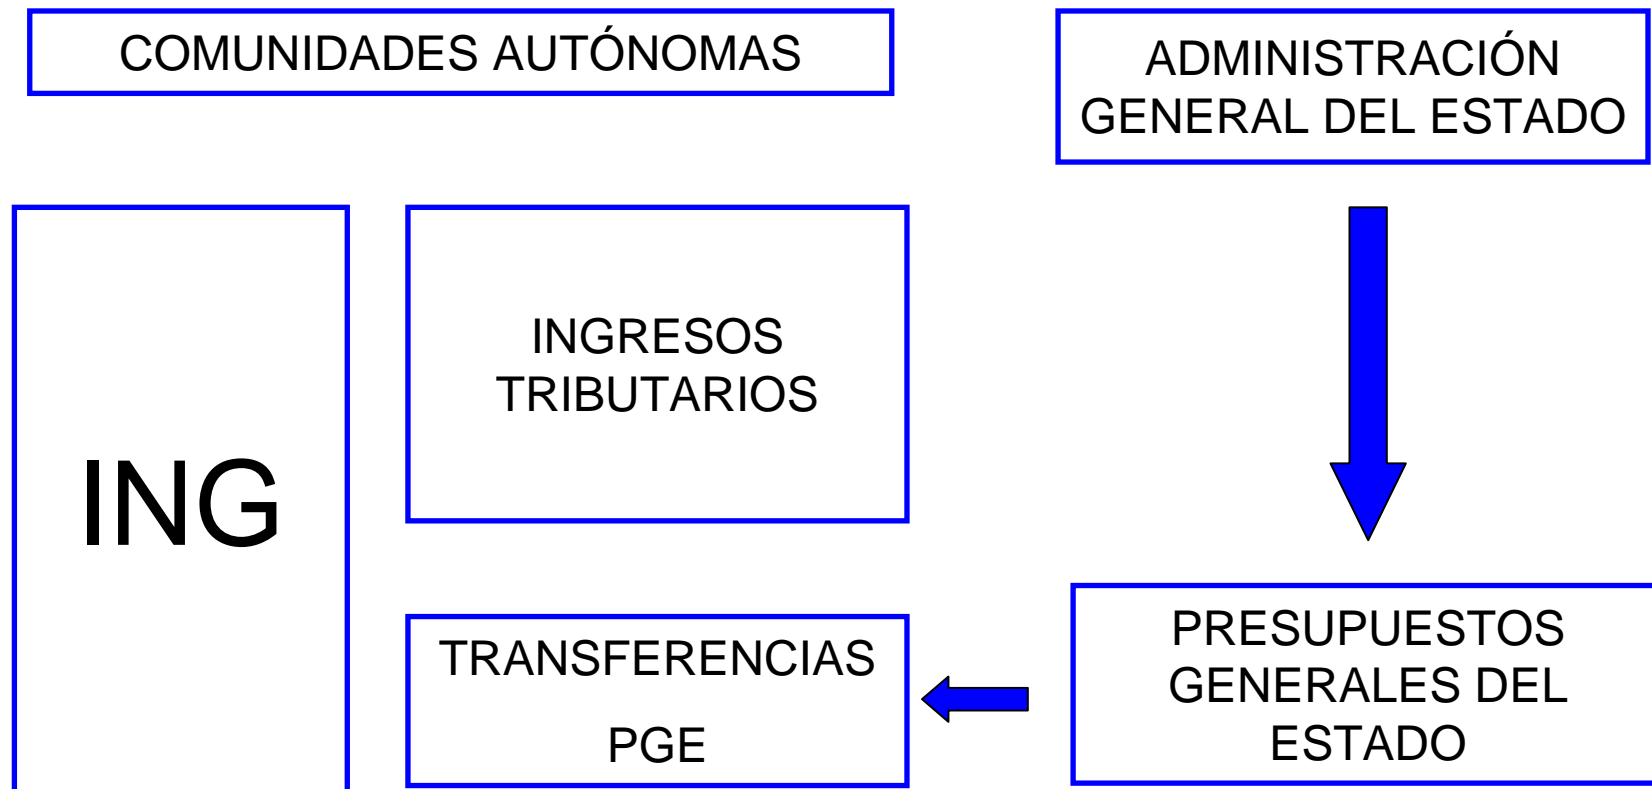 COMUNIDADES AUTÓNOMAS
ADMINISTRACIÓN
GENERAL DEL ESTADO
ING
INGRESOS
TRIBUTARIOS
TRANSFERENCIAS
PGE
PRESUPUESTOS
GENERALES DEL
ESTADO